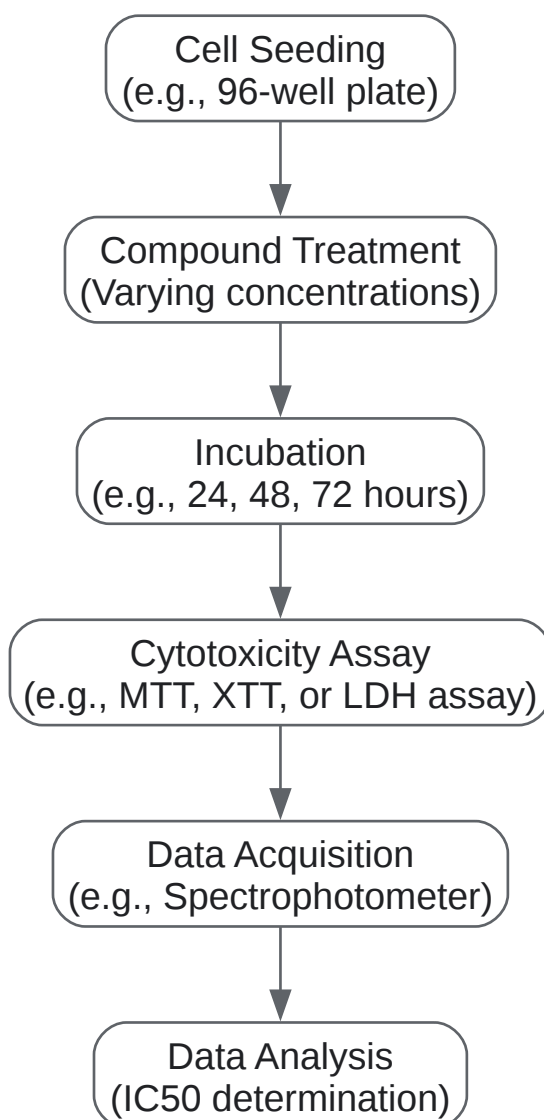 Cell Seeding
(e.g., 96-well plate)
Compound Treatment
(Varying concentrations)
Incubation
(e.g., 24, 48, 72 hours)
Cytotoxicity Assay
(e.g., MTT, XTT, or LDH assay)
Data Acquisition
(e.g., Spectrophotometer)
Data Analysis
(IC50 determination)